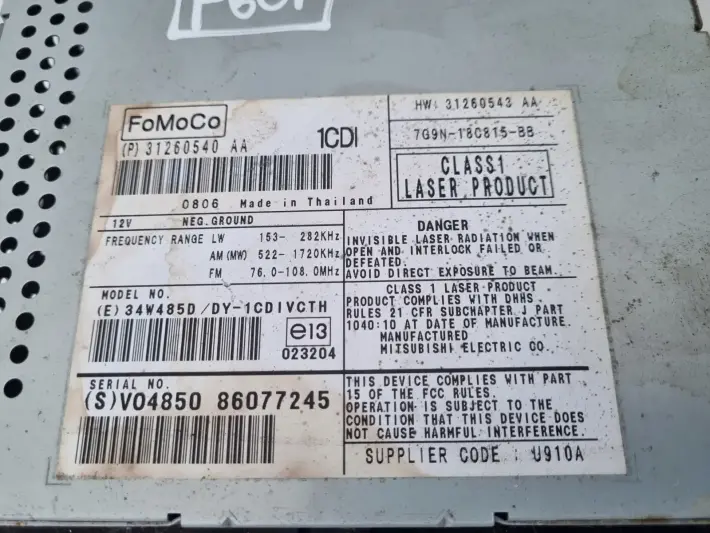 FoMoCo
1CDI
(P) 31260540 AA
0806 Made in Thailand
HW: 31260543 AA
7G9N-18C815-BB
CLASS1
LASER PRODUCT
12V NEG.GROUND
FREQUENCY RANGE LW 153- 282KHz
AM (MW) 522- 1720KHz
FM 76.0-108.0MHz
DANGER
INVISIBLE LASER RADIATION WHEN
OPEN AND INTERLOCK FAILED OR
DEFEATED.
AVOID DIRECT EXPOSURE TO BEAM.
MODEL NO.
(E) 34W485D/DY-1CDIVCTH
e13
023204
CLASS 1 LASER PRODUCT
PRODUCT COMPLIES WITH DHHS
RULES 21 CFR SUBCHAPTER J PART
1040:10 AT DATE OF MANUFACTURE.
MANUFACTURED
MITSUBISHI ELECTRIC CO.
SERIAL NO.
(S)V04850 86077245
THIS DEVICE COMPLIES WITH PART
15 OF THE FCC RULES.
OPERATION IS SUBJECT TO THE
CONDITION THAT THIS DEVICE DOES
NOT CAUSE HARMFUL INTERFERENCE.
SUPPLIER CODE : U910A